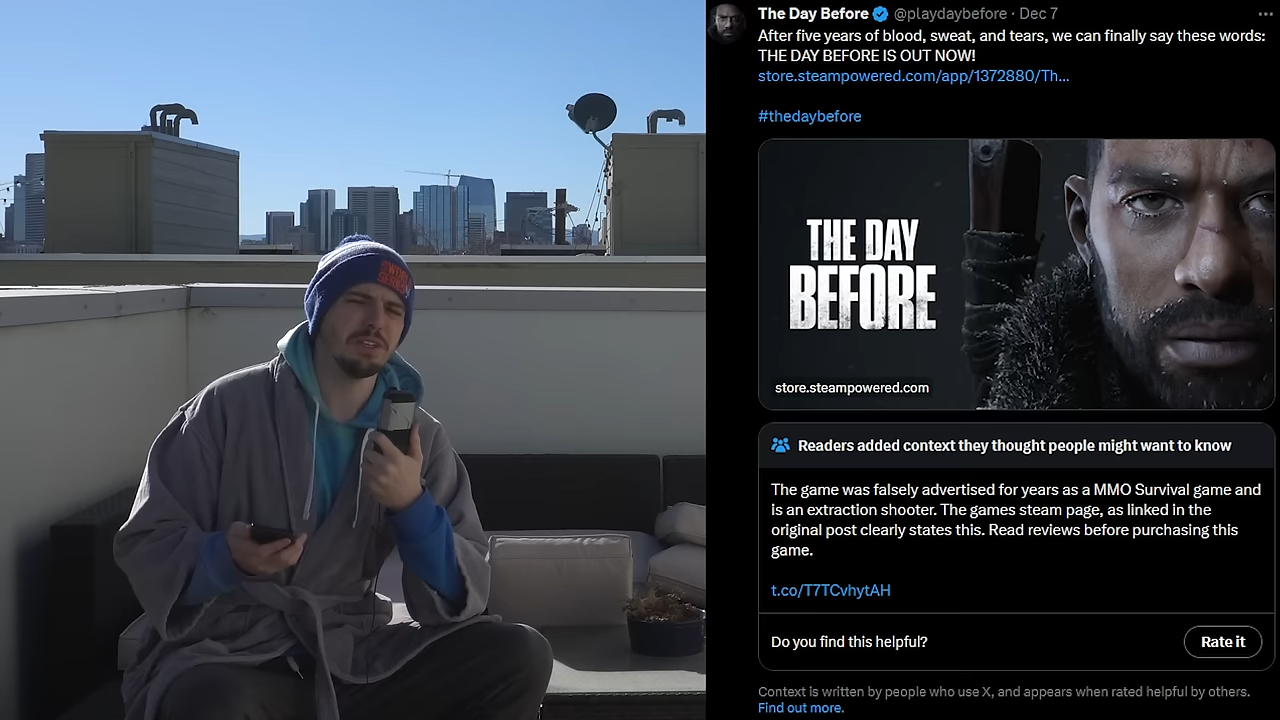 The Day Before @playdaybefore · Dec 7
After five years of blood, sweat, and tears, we can finally say these words:
THE DAY BEFORE IS OUT NOW!
store.steampowered.com/app/1372880/Th...
#thedaybefore
THE DAY
BEFORE
store.steampowered.com
Readers added context they thought people might want to know
The game was falsely advertised for years as a MMO Survival game and
is an extraction shooter. The games steam page, as linked in the
original post clearly states this. Read reviews before purchasing this
game.
t.co/T7TCvhytAH
Do you find this helpful?
Rate it
Context is written by people who use X, and appears when rated helpful by others.
Find out more.